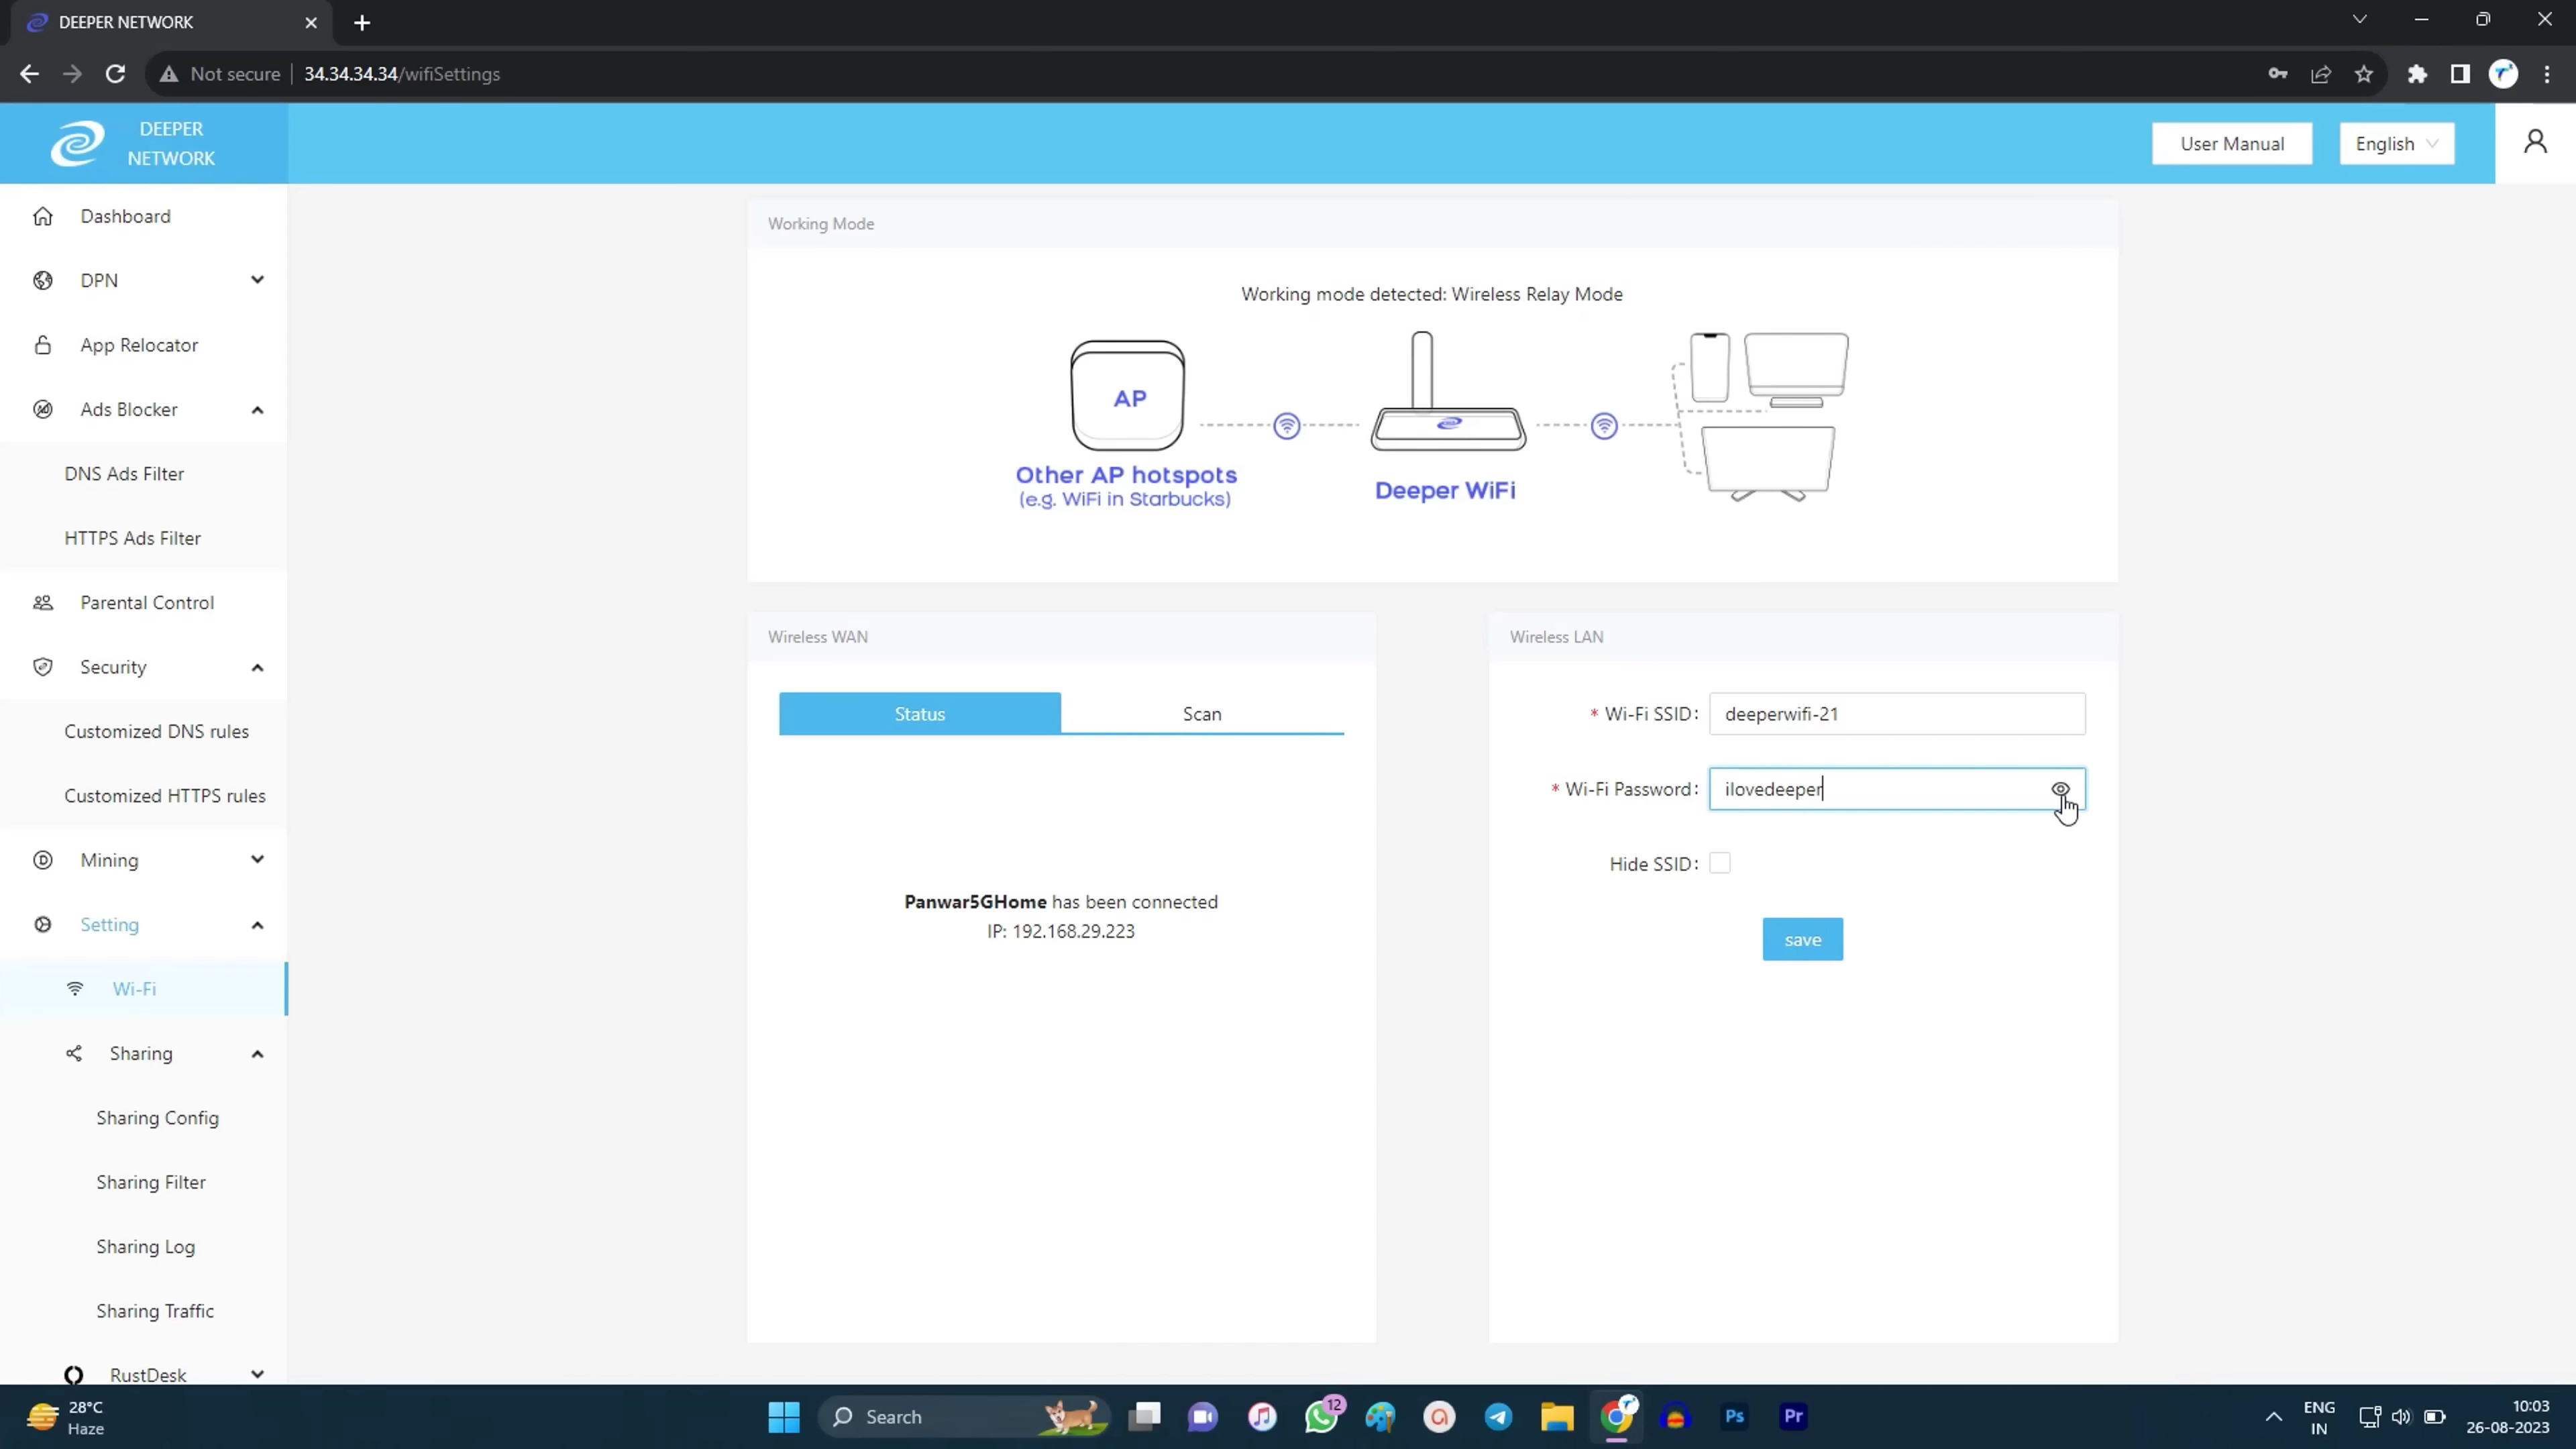 DEEPER NETWORK
Not secure
34.34.34.34/wifiSettings
DEEPER
NETWORK
User Manual
English
Dashboard
DPN
App Relocator
Ads Blocker
DNS Ads Filter
HTTPS Ads Filter
Parental Control
Security
Customized DNS rules
Customized HTTPS rules
Mining
Setting
Wi-Fi
Sharing
Sharing Config
Sharing Filter
Sharing Log
Sharing Traffic
RustDesk
Working Mode
Working mode detected: Wireless Relay Mode
AP
Other AP hotspots
(e.g. WiFi in Starbucks)
Deeper WiFi
Wireless WAN
Status
Scan
Panwar5GHome has been connected
IP: 192.168.29.223
Wireless LAN
* Wi-Fi SSID: deeperwifi-21
* Wi-Fi Password: ilovedeeper
Hide SSID:
save
28°C
Haze
Search
12
Ps
Pr
ENG
IN
10:03
26-08-2023